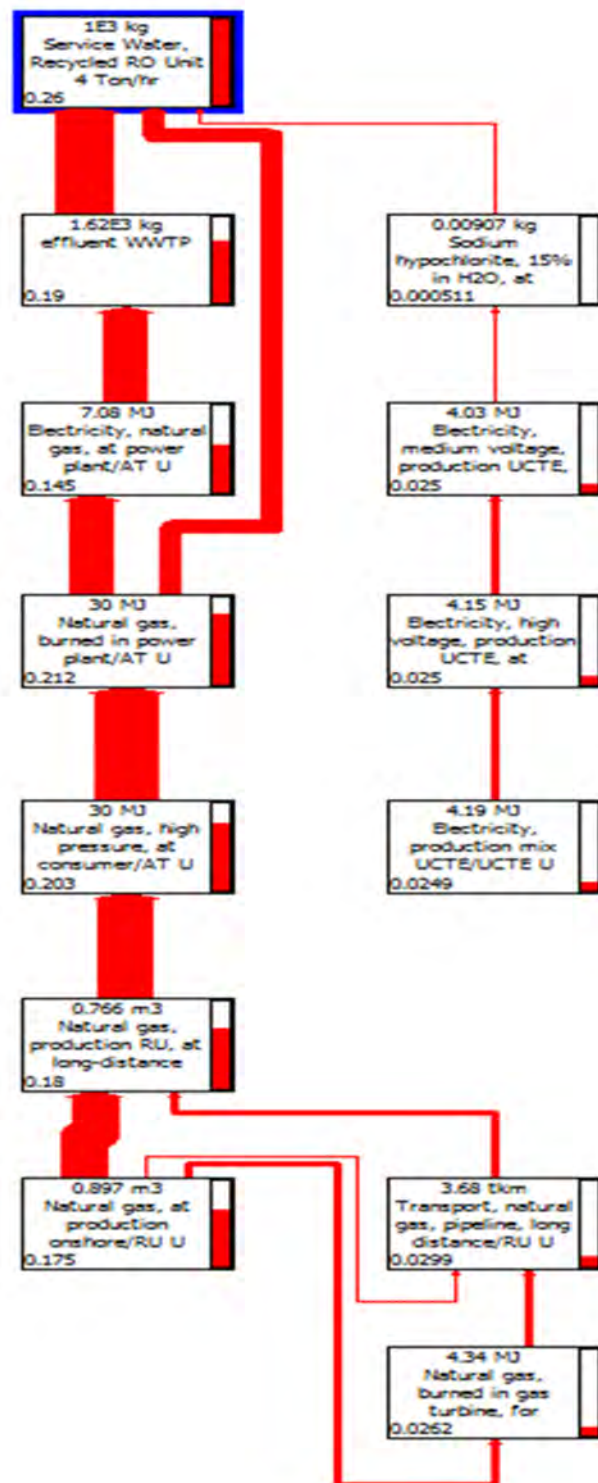 1E3 kg
Service Water,
Recycled RO Unit
4 Ton/hr
0.26
1.62E3 kg
effluent WWTP
0.19
0.00907 kg
Sodium
hypochlorite, 15%
in H2O, at
0.000511
7.08 MJ
Electricity, natural
gas, at power
plant/AT U
0.145
4.03 MJ
Electricity,
medium voltage,
production UCTE,
0.025
30 MJ
Natural gas,
burned in power
plant/AT U
0.212
4.15 MJ
Electricity, high
voltage, production
UCTE, at
0.025
30 MJ
Natural gas, high
pressure, at
consumer/AT U
0.203
4.19 MJ
Electricity,
production mix
UCTE/UCTE U
0.0249
0.766 m3
Natural gas,
production RU, at
long-distance
0.18
0.897 m3
Natural gas, at
production
onshore/RU U
0.175
3.68 tkm
Transport, natural
gas, pipeline, long
distance/RU U
0.0299
4.34 MJ
Natural gas,
burned in gas
turbine, for
0.0262